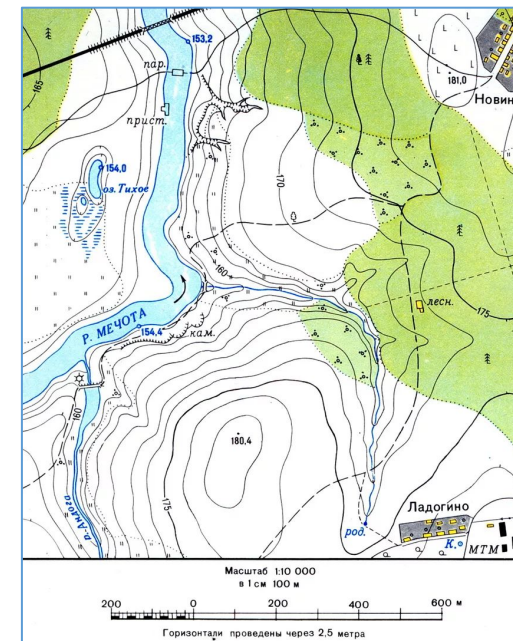 153,2
165
пар.
181,0
Новин
прист.
154,0
оз. Тихое
170
160
лесн.
175
Р. МЕЧОТА
154,4
кам.
160
180,4
175
р. Андога
Ладогино
род.
К.
МТМ
Масштаб 1:10 000
в 1 см 100 м
200 0 200 400 600 м
Горизонтали проведены через 2,5 метра